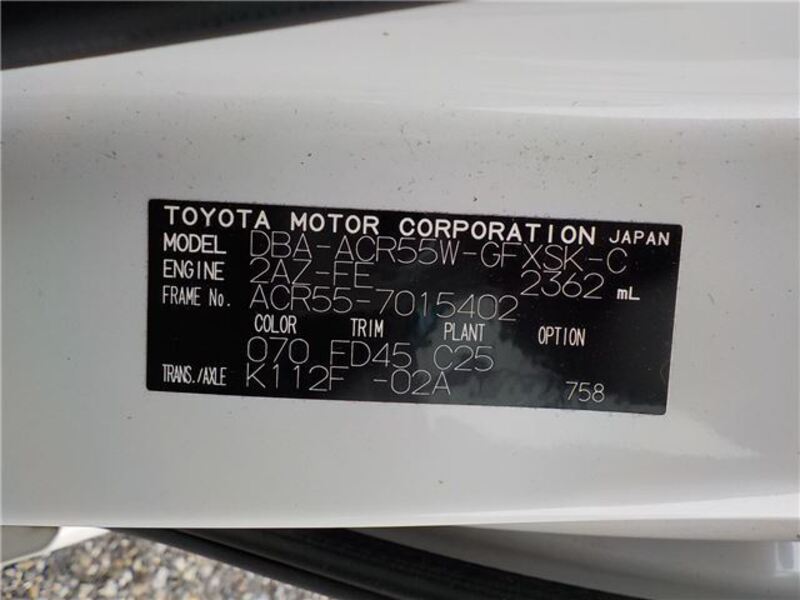 TOYOTA MOTOR CORPORATION JAPAN
MODEL DBA-ACR55W-GFXSK-C
ENGINE 2AZ-FE 2362 mL
FRAME No. ACR55-7015402
COLOR TRIM PLANT OPTION
070 FD45 C25
TRANS./AXLE K112F -02A 758